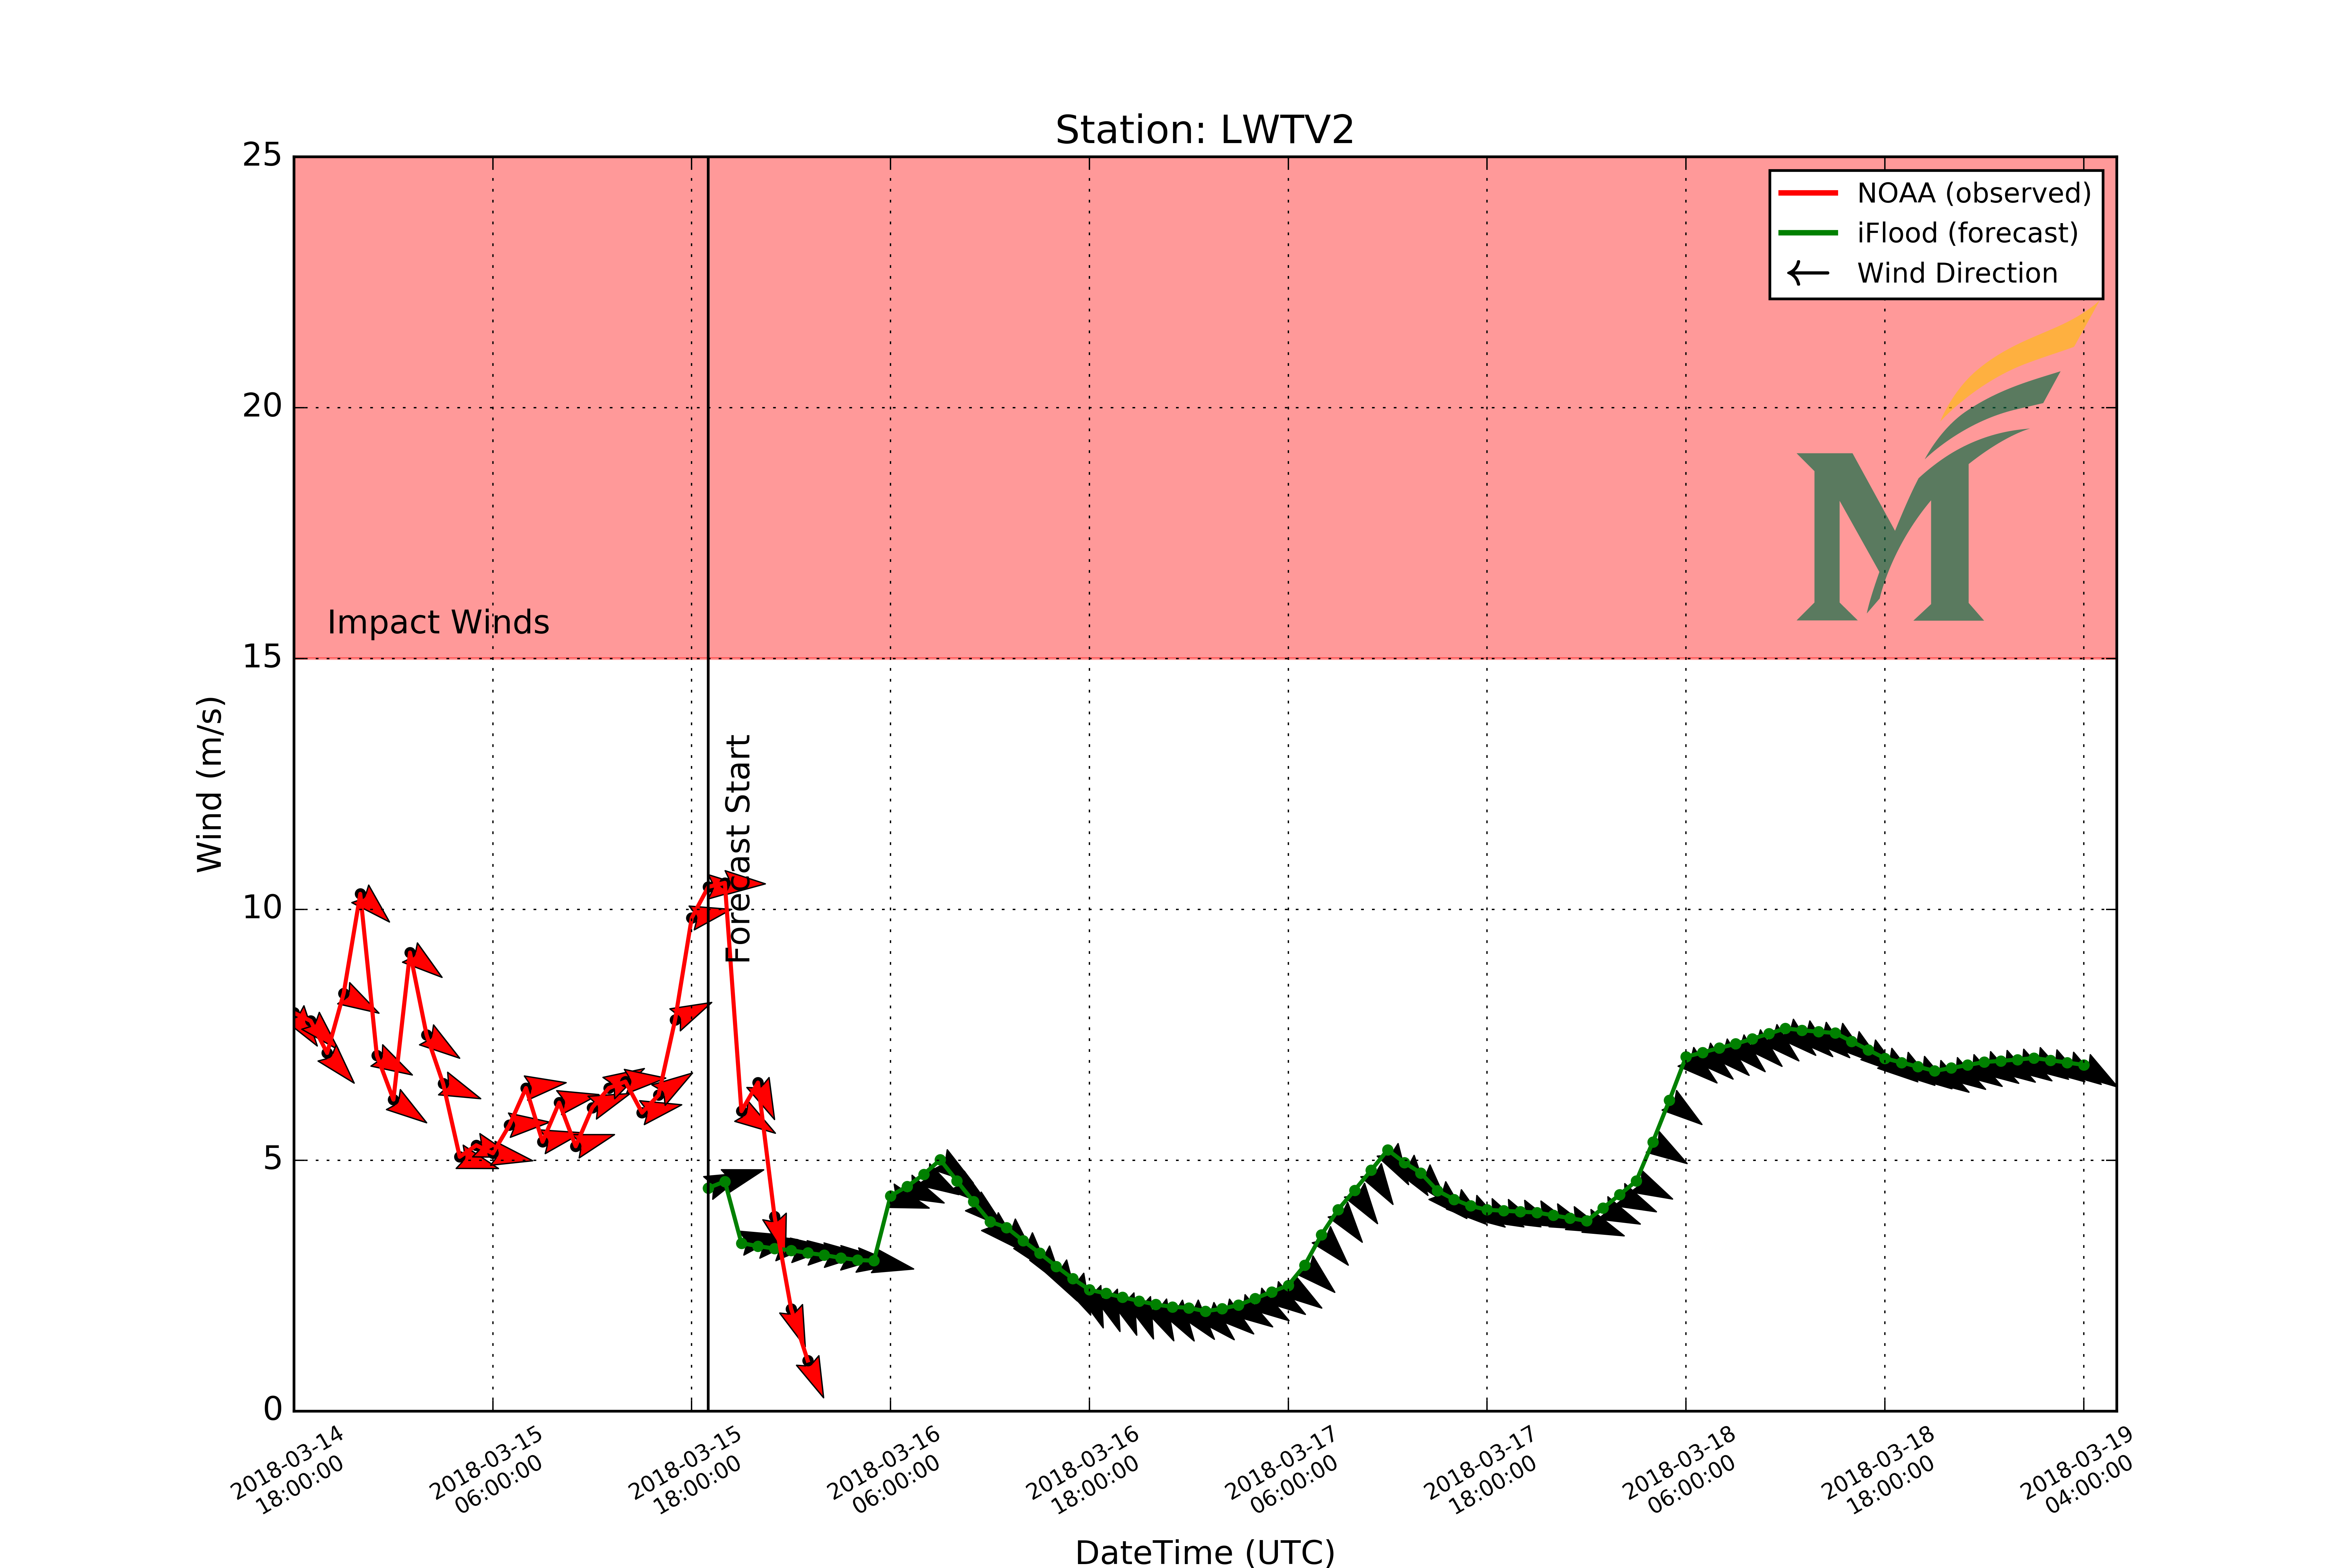 Station: LWTV2
25
20
15
10
5
0
Wind (m/s)
NOAA (observed)
iFlood (forecast)
Wind Direction
M
Impact Winds
Forecast Start
2018-03-14
18:00:00
2018-03-15
06:00:00
2018-03-15
18:00:00
2018-03-16
06:00:00
2018-03-16
18:00:00
2018-03-17
06:00:00
2018-03-17
18:00:00
2018-03-18
06:00:00
2018-03-18
18:00:00
2018-03-19
04:00:00
DateTime (UTC)